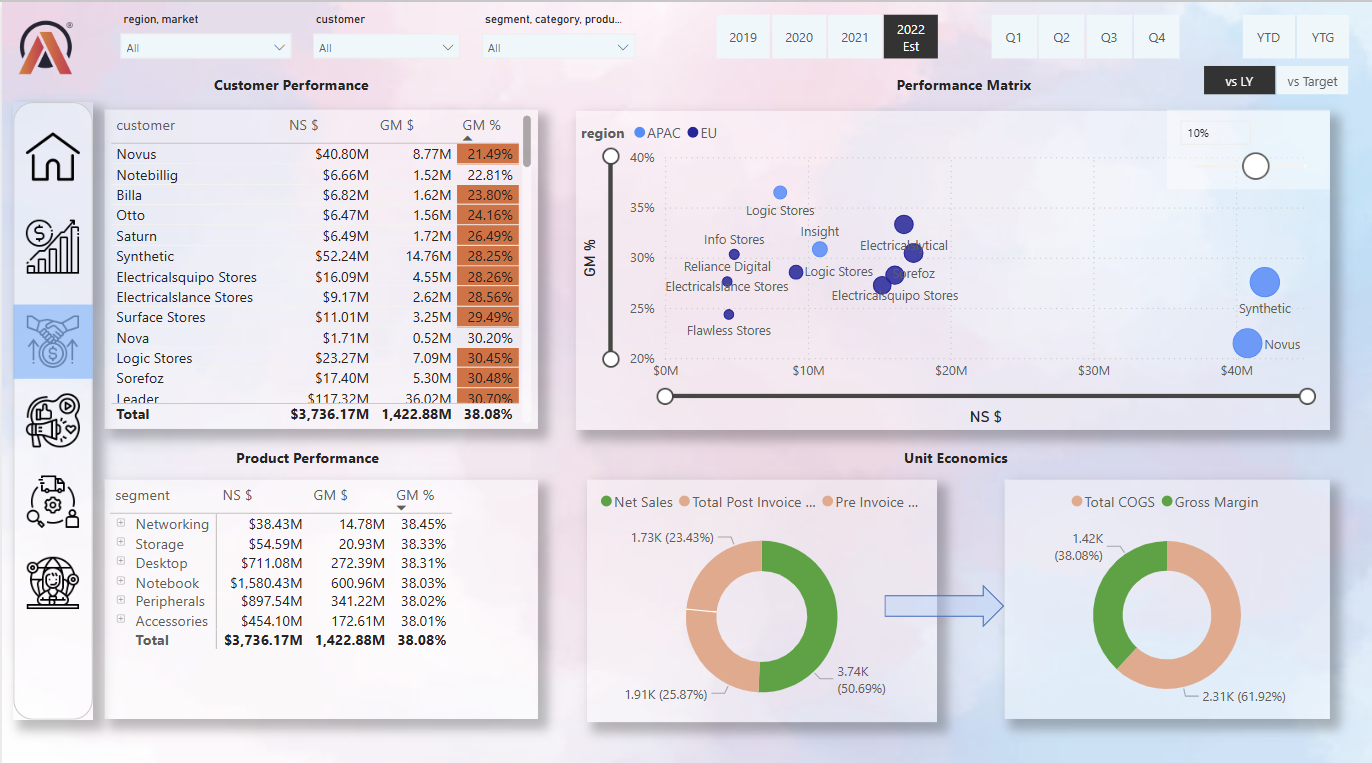 region, market customer segment, category, produ...
All All All
2019 2020 2021 2022 Est Q1 Q2 Q3 Q4 YTD YTG
vs LY vs Target
Customer Performance
customer NS $ GM $ GM %
Novus $40.80M 8.77M 21.49%
Notebillig $6.66M 1.52M 22.81%
Billa $6.82M 1.62M 23.80%
Otto $6.47M 1.56M 24.16%
Saturn $6.49M 1.72M 26.49%
Synthetic $52.24M 14.76M 28.25%
Electricalsquipo Stores $16.09M 4.55M 28.26%
Electricalslance Stores $9.17M 2.62M 28.56%
Surface Stores $11.01M 3.25M 29.49%
Nova $1.71M 0.52M 30.20%
Logic Stores $23.27M 7.09M 30.45%
Sorefoz $17.40M 5.30M 30.48%
Leader $117.32M 36.02M 30.70%
Total $3,736.17M 1,422.88M 38.08%
Performance Matrix
region APAC EU
10%
40%
35%
30%
25%
20%
GM %
Logic Stores
Insight
Info Stores
Electricalslytical
Reliance Digital
Logic Stores
Sorefoz
Electricalslance Stores
Electricalsquipo Stores
Synthetic
Flawless Stores
Novus
$0M $10M $20M $30M $40M
NS $
Product Performance
segment NS $ GM $ GM %
Networking $38.43M 14.78M 38.45%
Storage $54.59M 20.93M 38.33%
Desktop $711.08M 272.39M 38.31%
Notebook $1,580.43M 600.96M 38.03%
Peripherals $897.54M 341.22M 38.02%
Accessories $454.10M 172.61M 38.01%
Total $3,736.17M 1,422.88M 38.08%
Unit Economics
Net Sales Total Post Invoice ... Pre Invoice ...
1.73K (23.43%)
3.74K
(50.69%)
1.91K (25.87%)
Total COGS Gross Margin
1.42K
(38.08%)
2.31K (61.92%)